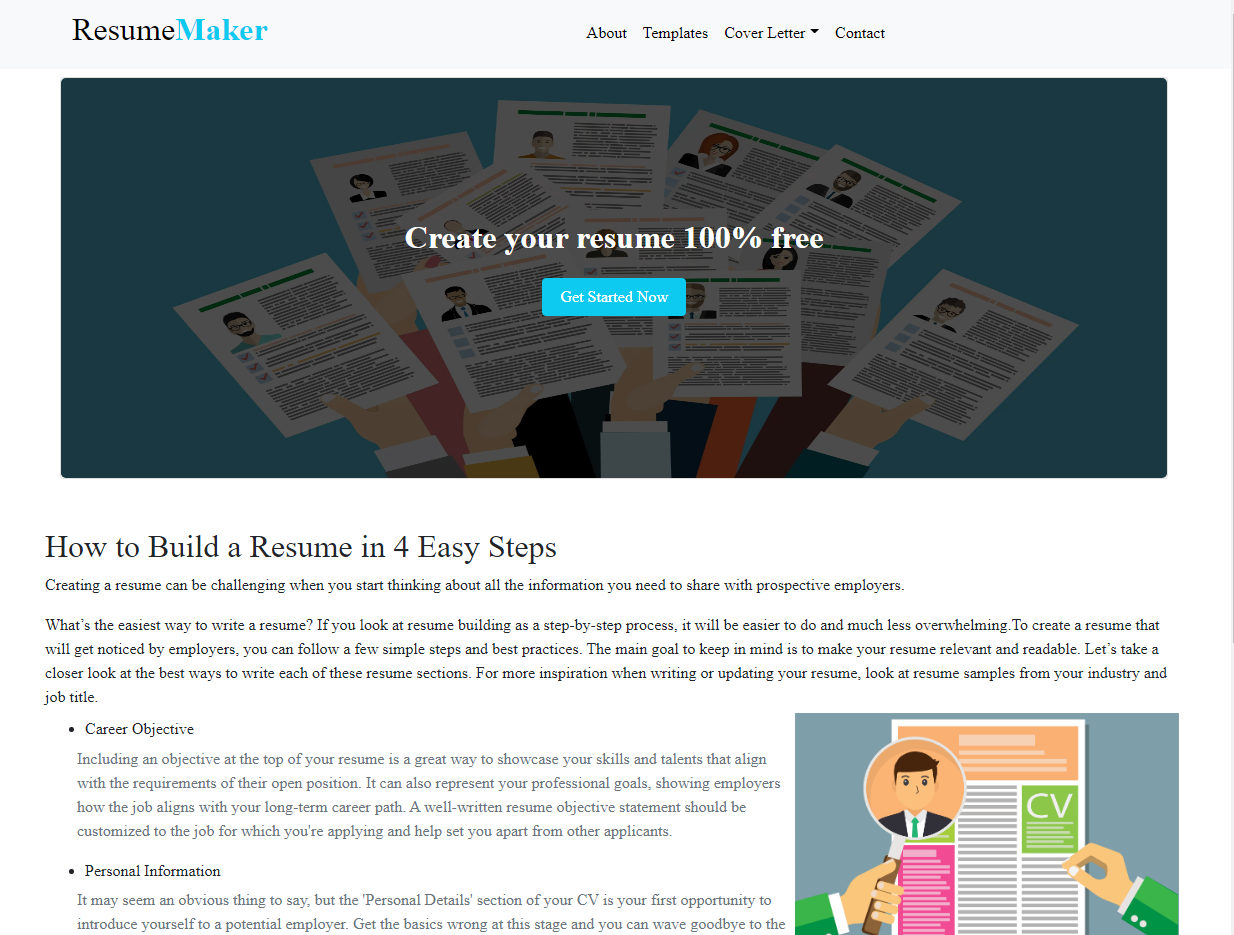 ResumeMaker
About Templates Cover Letter Contact
Create your resume 100% free
Get Started Now
How to Build a Resume in 4 Easy Steps
Creating a resume can be challenging when you start thinking about all the information you need to share with prospective employers.
What’s the easiest way to write a resume? If you look at resume building as a step-by-step process, it will be easier to do and much less overwhelming.To create a resume that
will get noticed by employers, you can follow a few simple steps and best practices. The main goal to keep in mind is to make your resume relevant and readable. Let’s take a
closer look at the best ways to write each of these resume sections. For more inspiration when writing or updating your resume, look at resume samples from your industry and
job title.
Career Objective
Including an objective at the top of your resume is a great way to showcase your skills and talents that align
with the requirements of their open position. It can also represent your professional goals, showing employers
how the job aligns with your long-term career path. A well-written resume objective statement should be
customized to the job for which you're applying and help set you apart from other applicants.
Personal Information
It may seem an obvious thing to say, but the 'Personal Details' section of your CV is your first opportunity to
introduce yourself to a potential employer. Get the basics wrong at this stage and you can wave goodbye to the
CV